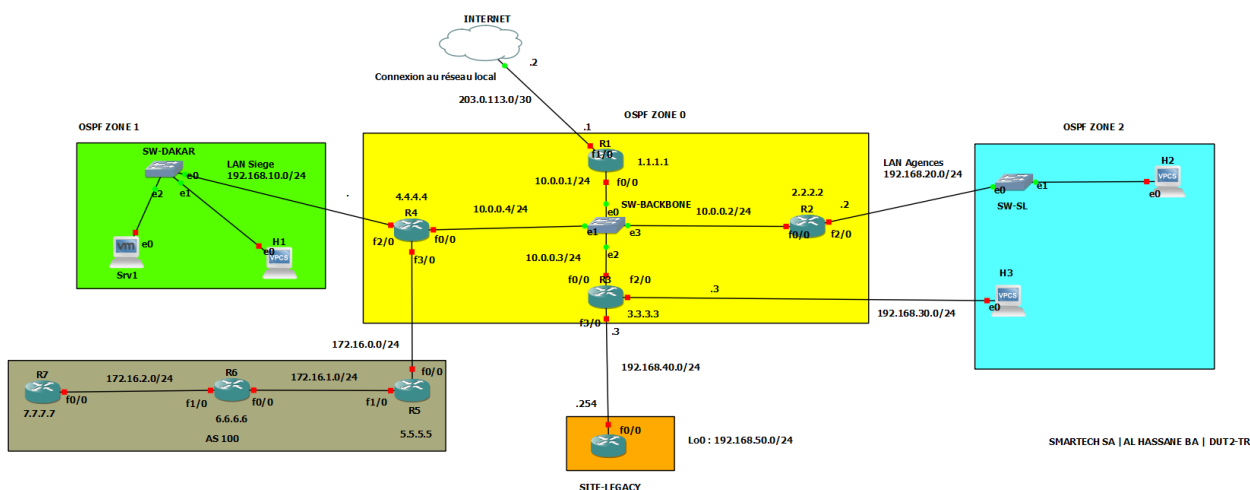 INTERNET
.2
Connexion au réseau local
203.0.113.0/30
OSPF ZONE 1
OSPF ZONE 0
OSPF ZONE 2
.1
SW-DAKAR
R1
f1/0
1.1.1.1
LAN Siege
192.168.10.0/24
e0
e2
e1
LAN Agences
192.168.20.0/24
H2
VPCS
e0
e1
e0
SW-SL
10.0.0.1/24
f0/0
4.4.4.4
.
R4
f2/0
f0/0
f3/0
10.0.0.4/24
SW-BACKBONE
e0
e1
e3
e2
10.0.0.2/24
2.2.2.2
R2
.2
f0/0
f2/0
vm
e0
Srv1
H1
e0
VPCS
10.0.0.3/24
f0/0
R3
f2/0
3.3.3.3
f3/0
.3
.3
H3
VPCS
e0
192.168.30.0/24
172.16.0.0/24
192.168.40.0/24
R7
172.16.2.0/24
f0/0
7.7.7.7
R6
172.16.1.0/24
f1/0
f0/0
6.6.6.6
f0/0
f1/0
R5
5.5.5.5
AS 100
.254
f0/0
Lo0 : 192.168.50.0/24
SITE-LEGACY
SMARTECH SA | AL HASSANE BA | DUT2-TR